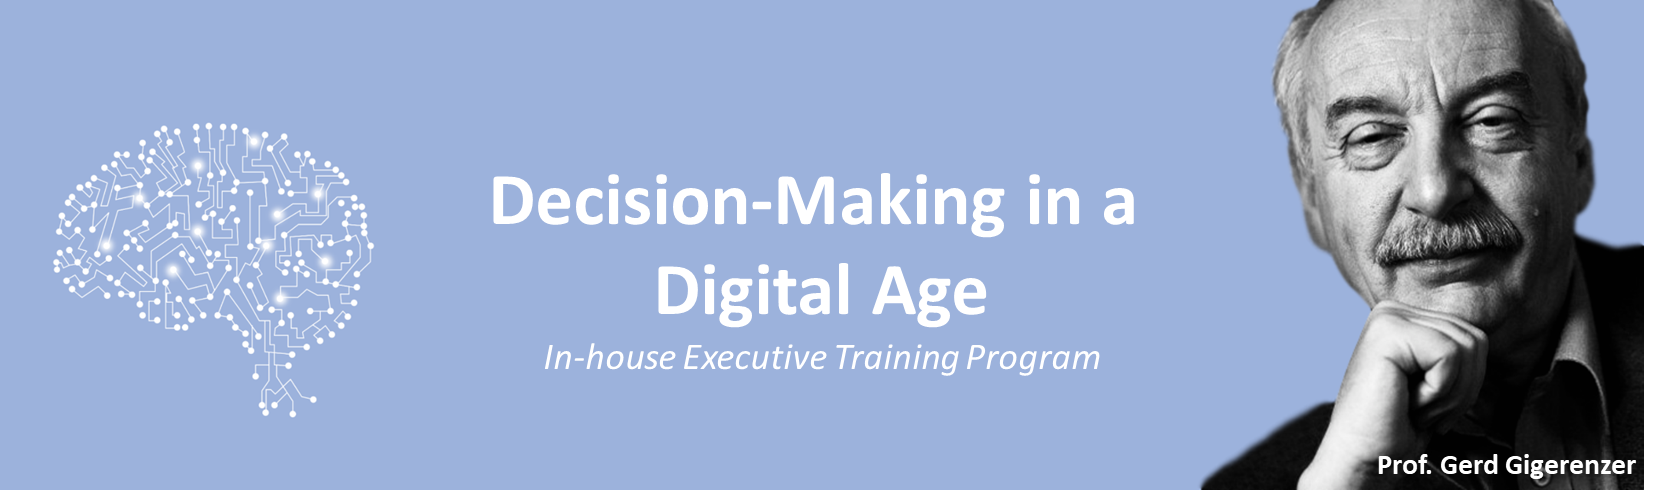 Decision-Making in a
Digital Age
In-house Executive Training Program
Prof. Gerd Gigerenzer